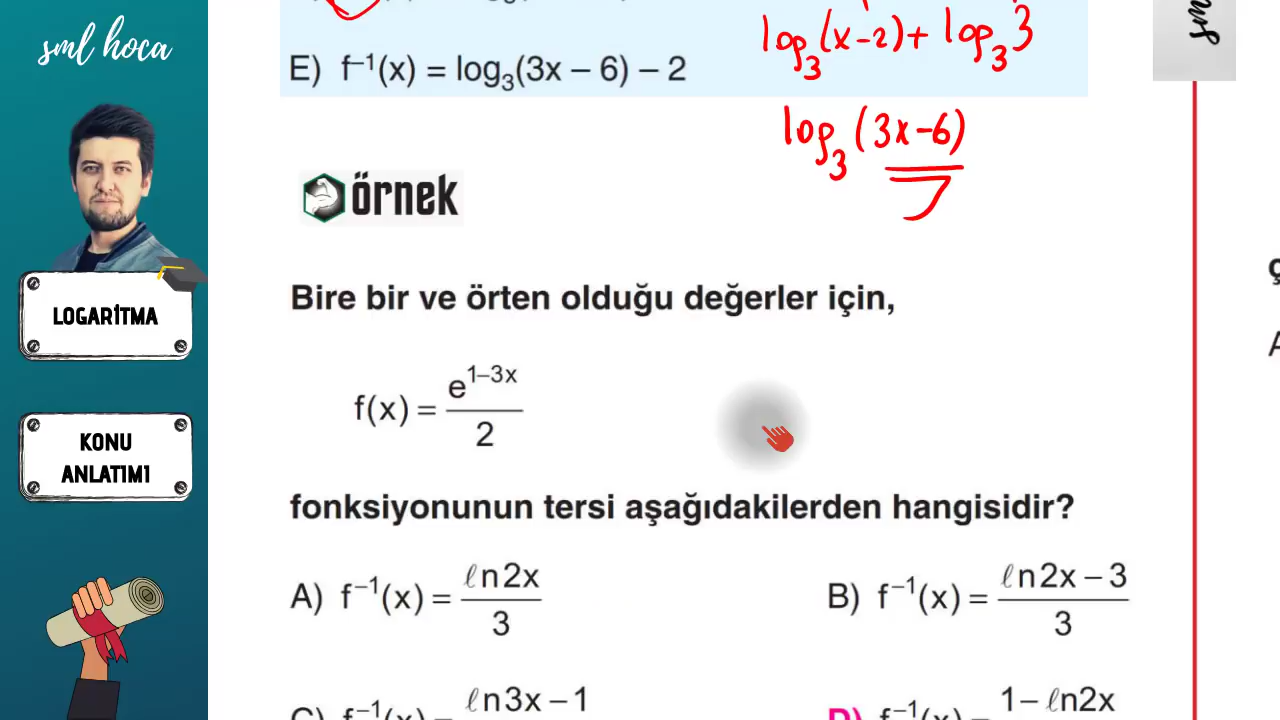 sml hoca
LOGARİTMA
KONU
ANLATIMI
log₃(x-2)+ log₃3
E) f⁻¹(x) = log₃(3x – 6) – 2
log₃(3x-6)
örnek
Bire bir ve örten olduğu değerler için,
f(x) = e^(1–3x) / 2
fonksiyonunun tersi aşağıdakilerden hangisidir?
A) f⁻¹(x) = ℓn2x / 3
B) f⁻¹(x) = ℓn2x – 3 / 3
ℓn3x – 1
D) f⁻¹(x) = 1 – ℓn2x